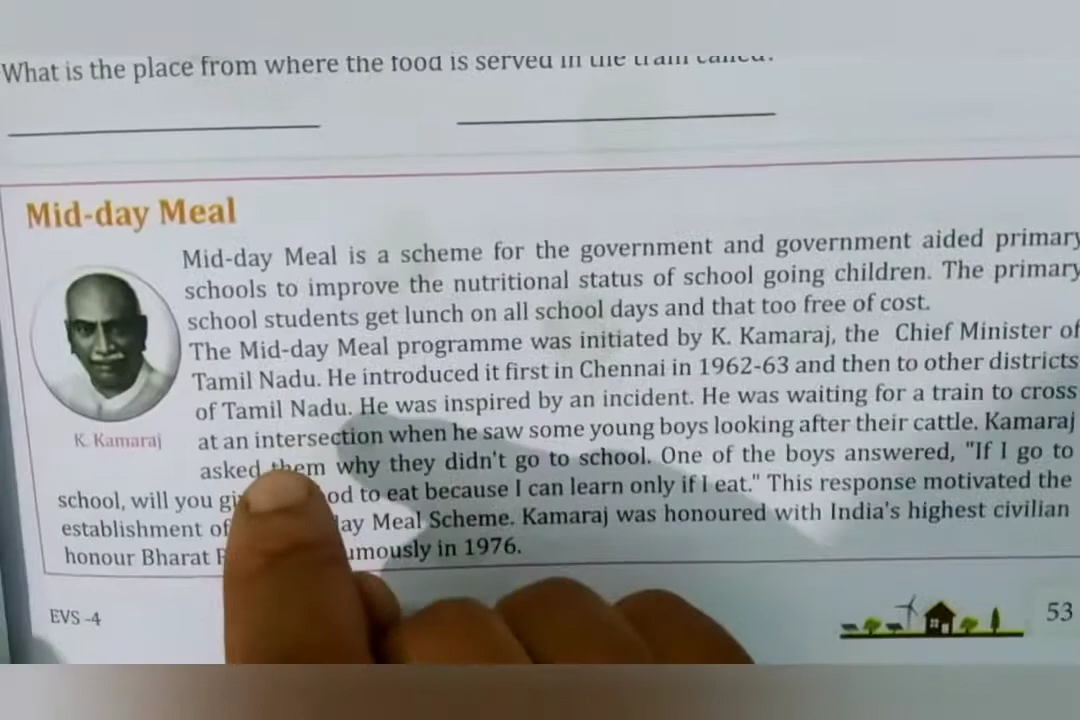 What is the place from where the food is served in the train called?
Mid-day Meal
Mid-day Meal is a scheme for the government and government aided primary
schools to improve the nutritional status of school going children. The primary
school students get lunch on all school days and that too free of cost.
The Mid-day Meal programme was initiated by K. Kamaraj, the Chief Minister of
Tamil Nadu. He introduced it first in Chennai in 1962-63 and then to other districts
of Tamil Nadu. He was inspired by an incident. He was waiting for a train to cross
at an intersection when he saw some young boys looking after their cattle. Kamaraj
K. Kamaraj
asked them why they didn't go to school. One of the boys answered, "If I go to
school, will you to eat because I can learn only if I eat." This response motivated the
establishment of Meal Scheme. Kamaraj was honoured with India's highest civilian
honour Bharat in 1976.
EVS -4
53